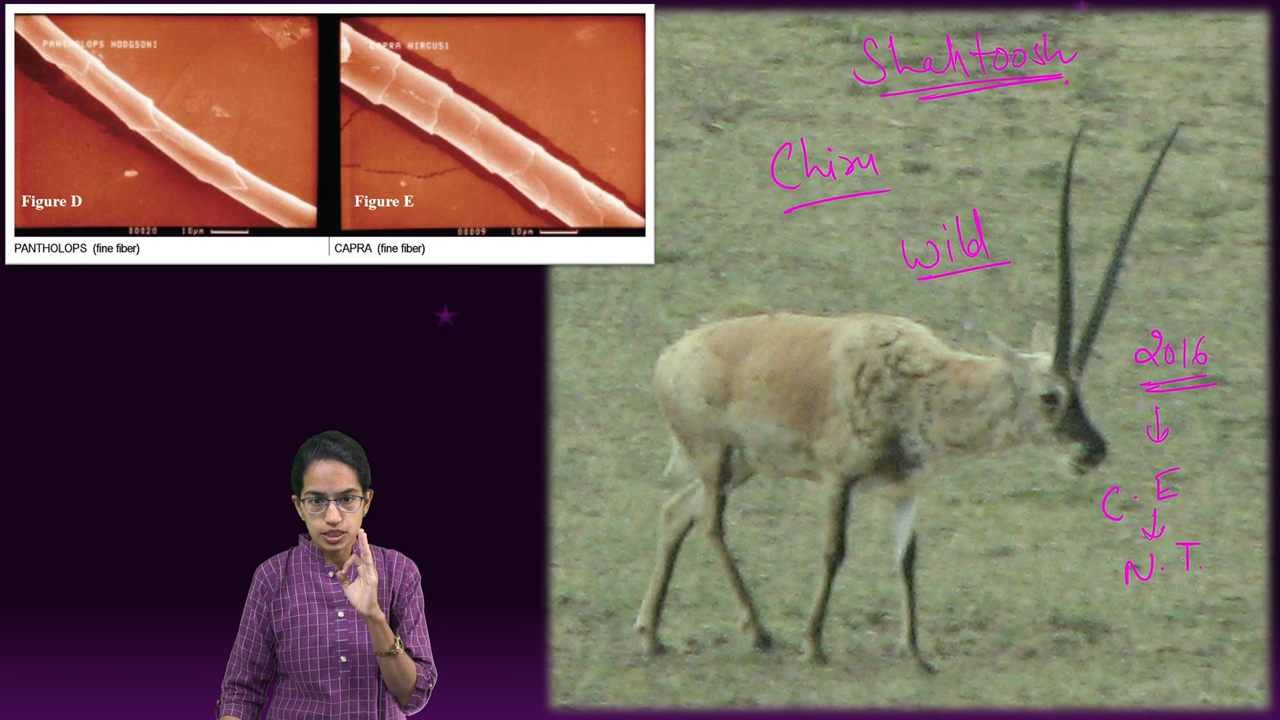 PANTHOLOPS HODGSONI
CAPRA HIRCUS1
Figure D
Figure E
00020 10µm
00009 10µm
PANTHOLOPS (fine fiber)
CAPRA (fine fiber)
Shahtoosh
Chiru
Wild
2016
C. E
N. T.